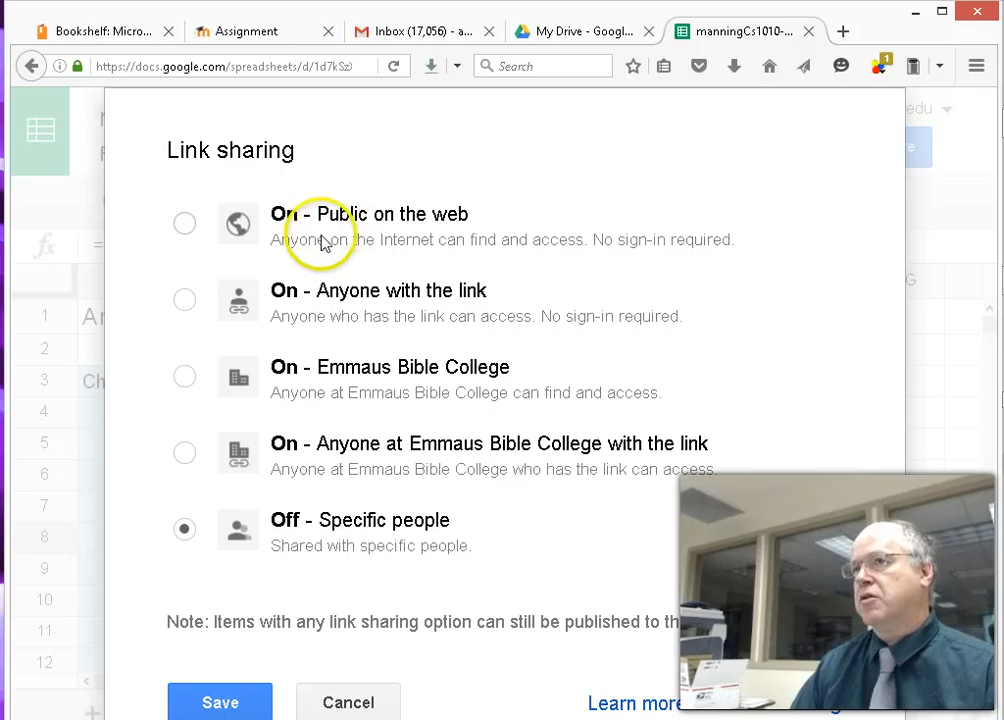 Bookshelf: Micro... Assignment Inbox (17,056) - a... My Drive - Googl... manningCs1010-...
https://docs.google.com/spreadsheets/d/1d7kSz Search 1
edu
Link sharing
On - Public on the web
Anyone on the Internet can find and access. No sign-in required.
On - Anyone with the link
Anyone who has the link can access. No sign-in required.
On - Emmaus Bible College
Anyone at Emmaus Bible College can find and access.
On - Anyone at Emmaus Bible College with the link
Anyone at Emmaus Bible College who has the link can access.
Off - Specific people
Shared with specific people.
Note: Items with any link sharing option can still be published to
Save Cancel Learn more
fx =
G
1
2
3 Ch
4
5
6
7
8
9
10
11
12